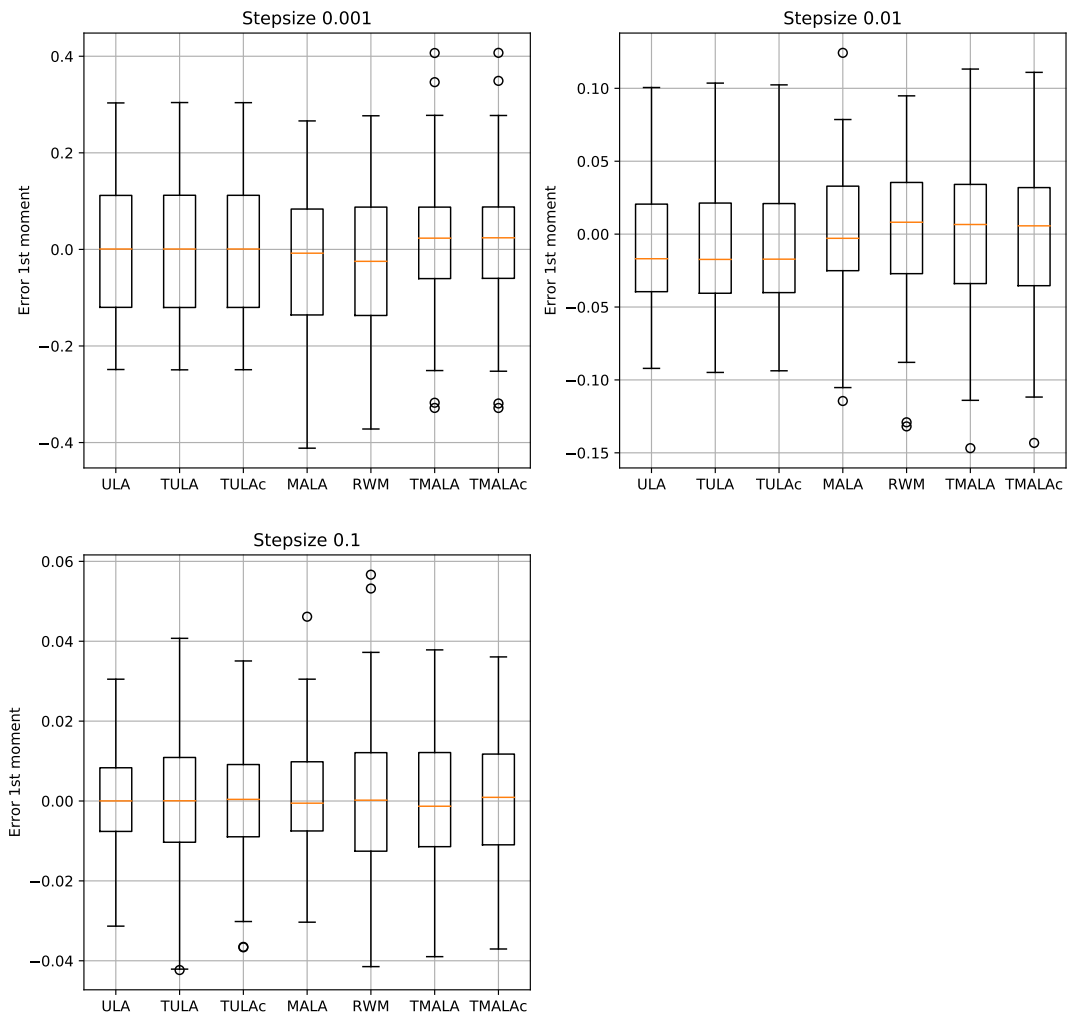 Stepsize 0.001
Error 1st moment
0.4
0.2
0.0
−0.2
−0.4
ULA TULA TULAc MALA RWM TMALA TMALAc
Stepsize 0.01
Error 1st moment
0.10
0.05
0.00
−0.05
−0.10
−0.15
ULA TULA TULAc MALA RWM TMALA TMALAc
Stepsize 0.1
Error 1st moment
0.06
0.04
0.02
0.00
−0.02
−0.04
ULA TULA TULAc MALA RWM TMALA TMALAc